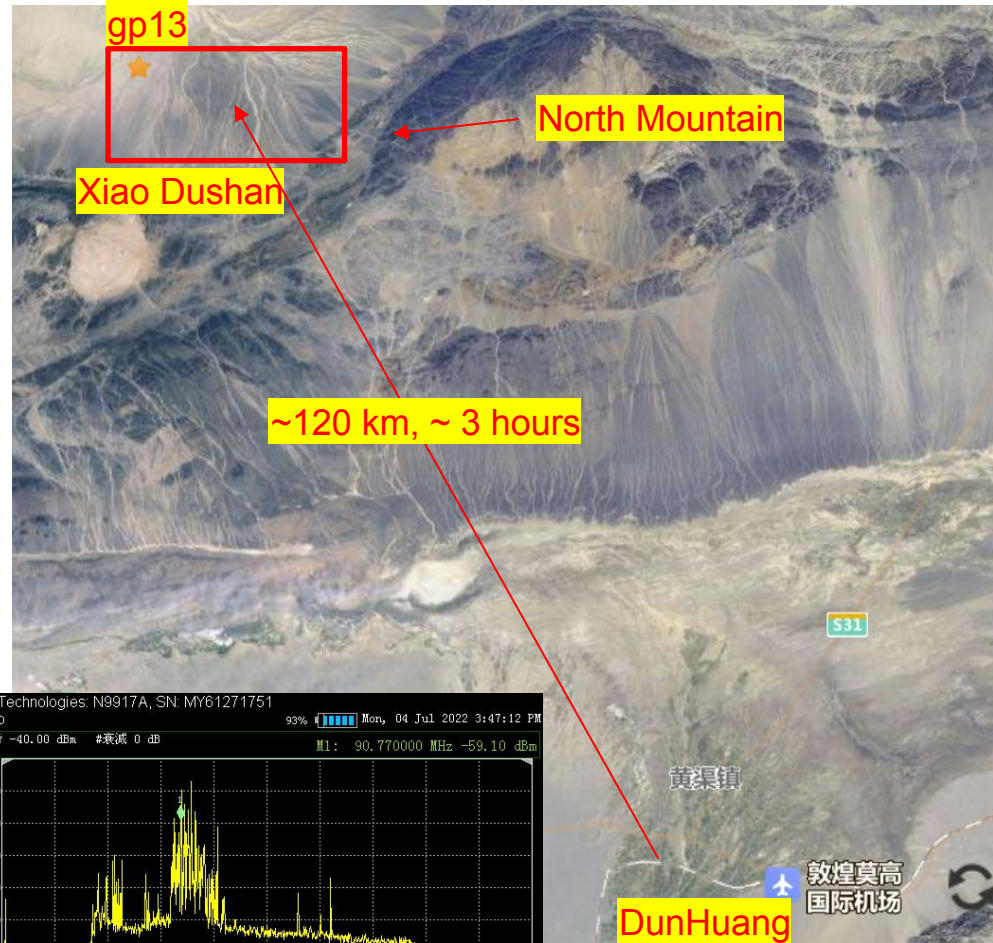 gp13
North Mountain
Xiao Dushan
~120 km, ~ 3 hours
S31
Technologies: N9917A, SN: MY61271751
93% Mon, 04 Jul 2022 3:47:12 PM
-40.00 dBm #衰减 0 dB
M1: 90.770000 MHz -59.10 dBm
1
黄渠镇
敦煌莫高
国际机场
DunHuang